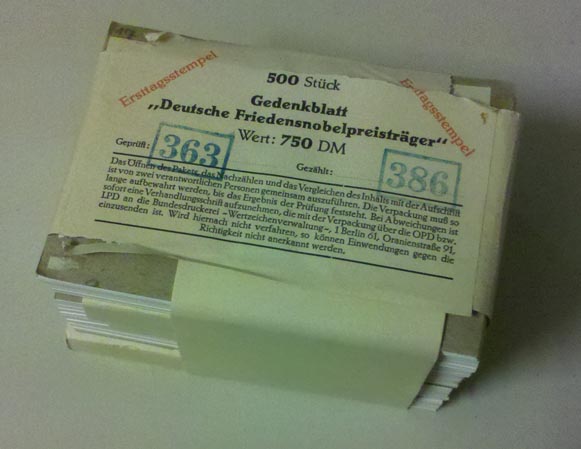 Ersttagsstempel
Ersttagsstempel
500 Stück
Gedenkblatt
„Deutsche Friedensnobelpreisträger“
Wert: 750 DM
Geprüft: 363
Gezählt: 386
Das Öffnen des Pakets, das Nachzählen und das Vergleichen des Inhalts mit der Aufschrift
ist von zwei verantwortlichen Personen gemeinsam auszuführen. Die Verpackung muß so
lange aufbewahrt werden, bis das Ergebnis der Prüfung feststeht. Bei Abweichungen ist
sofort eine Verhandlungsschrift aufzunehmen, die mit der Verpackung über die OPD bzw.
LPD an die Bundesdruckerei –Wertzeichenverwaltung–, 1 Berlin 61, Oranienstraße 91,
einzusenden ist. Wird hiernach nicht verfahren, so können Einwendungen gegen die
Richtigkeit nicht anerkannt werden.